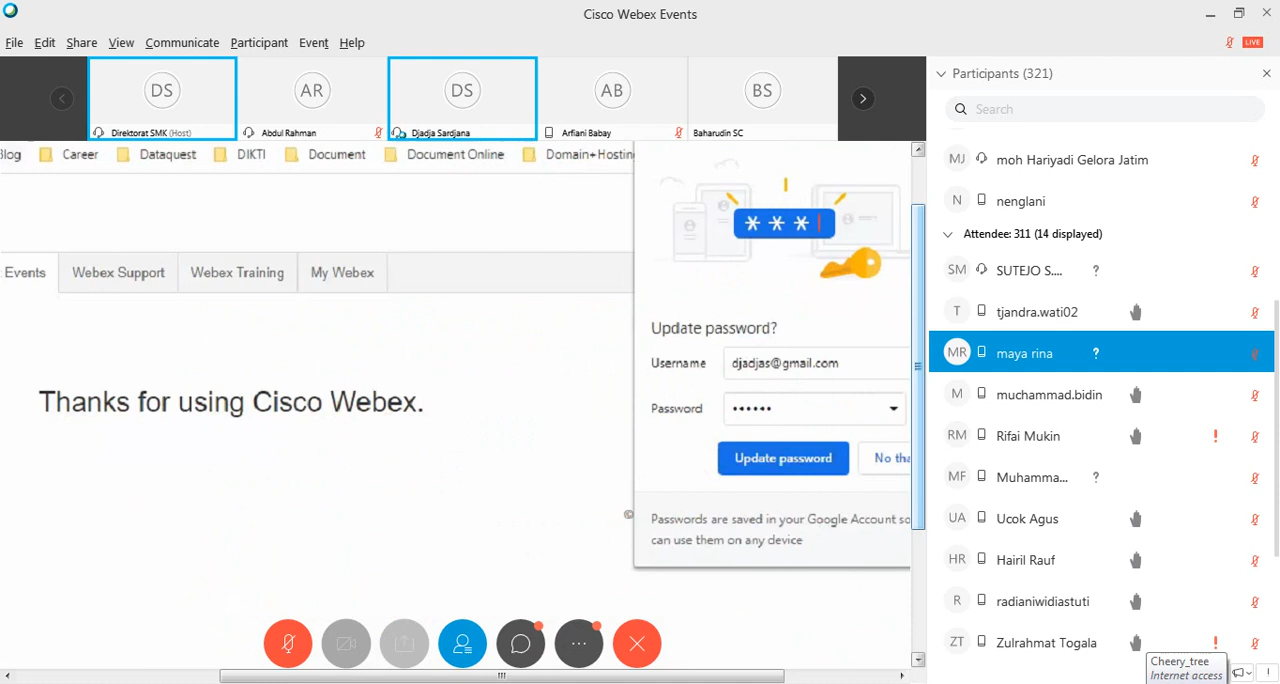 Cisco Webex Events
File Edit Share View Communicate Participant Event Help
LIVE
DS AR DS AB BS
Direktorat SMK (Host) Abdul Rahman Djadja Sardjana Arfiani Babay Baharudin SC
Blog Career Dataquest DIKTI Document Document Online Domain+Hosting
Events Webex Support Webex Training My Webex
Thanks for using Cisco Webex.
©
***!
Update password?
Username djadjas@gmail.com
Password ••••••
Update password No tha
Passwords are saved in your Google Account so
can use them on any device
Participants (321)
Search
MJ moh Hariyadi Gelora Jatim
N nenglani
Attendee: 311 (14 displayed)
SM SUTEJO S.... ?
T tjandra.wati02
MR maya rina ?
M muchammad.bidin
RM Rifai Mukin !
MF Muhamma... ?
UA Ucok Agus
HR Hairil Rauf
R radianiwidiastuti
ZT Zulrahmat Togala !
Cheery_tree
Internet access
!